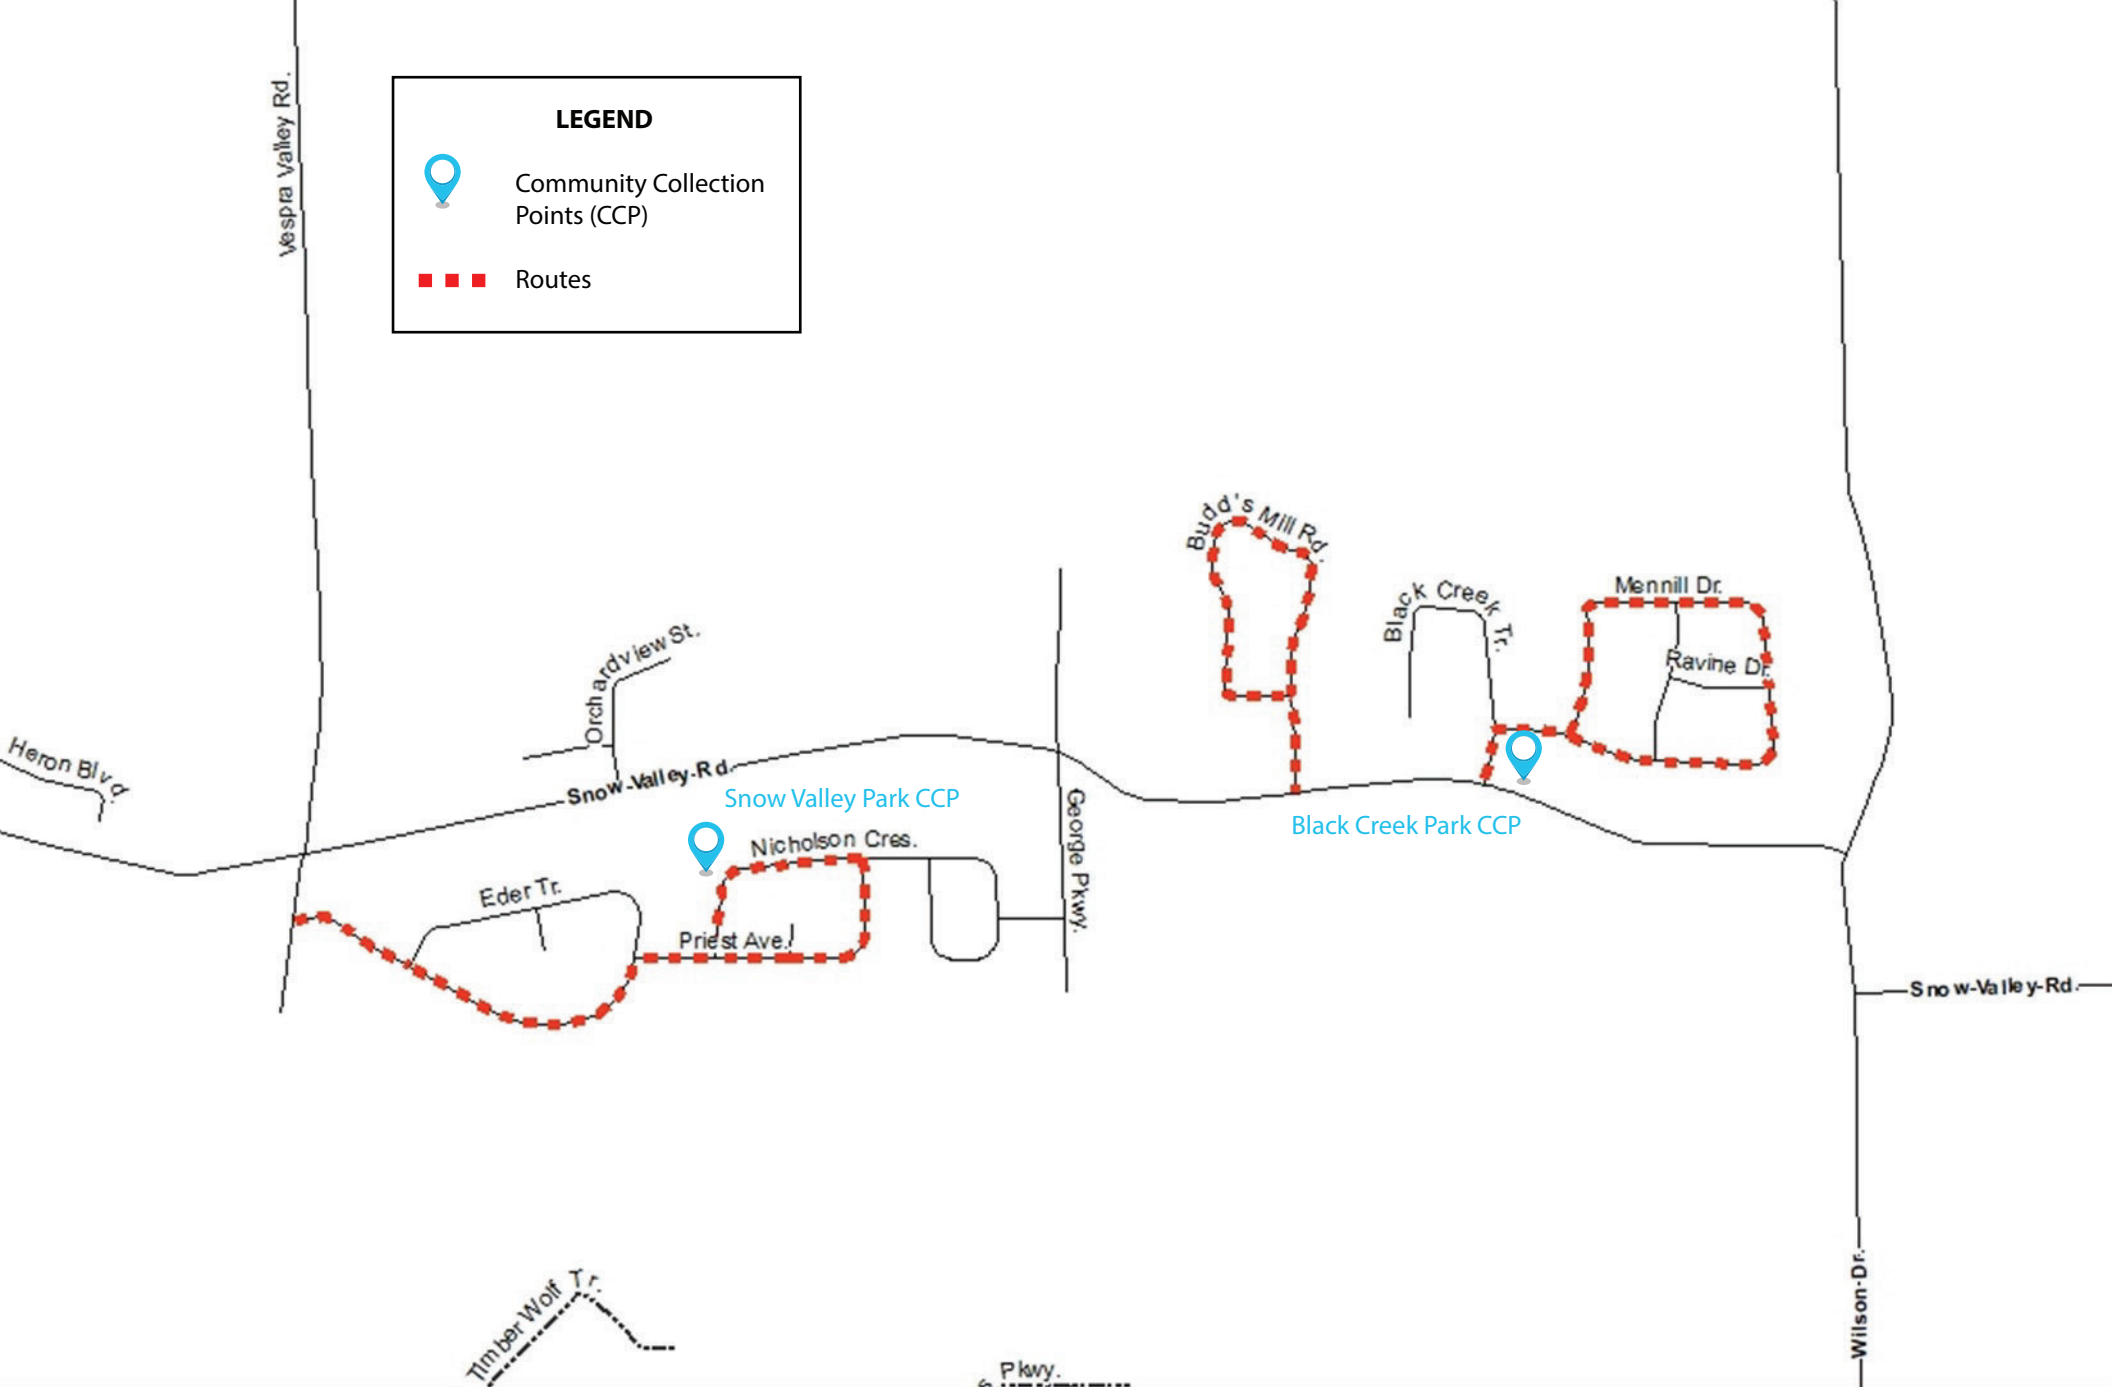 Vespra Valley Rd.
LEGEND
Community Collection
Points (CCP)
Routes
Budd's Mill Rd.
Black Creek Tr.
Mennill Dr.
Ravine Dr.
Orchardview St.
Heron Blvd.
Snow-Valley-Rd.
Snow Valley Park CCP
Black Creek Park CCP
George Pkwy.
Nicholson Cres.
Eder Tr.
Priest Ave.
Snow-Valley-Rd.
Timber Wolf Tr.
Wilson-Dr.
Pkwy.